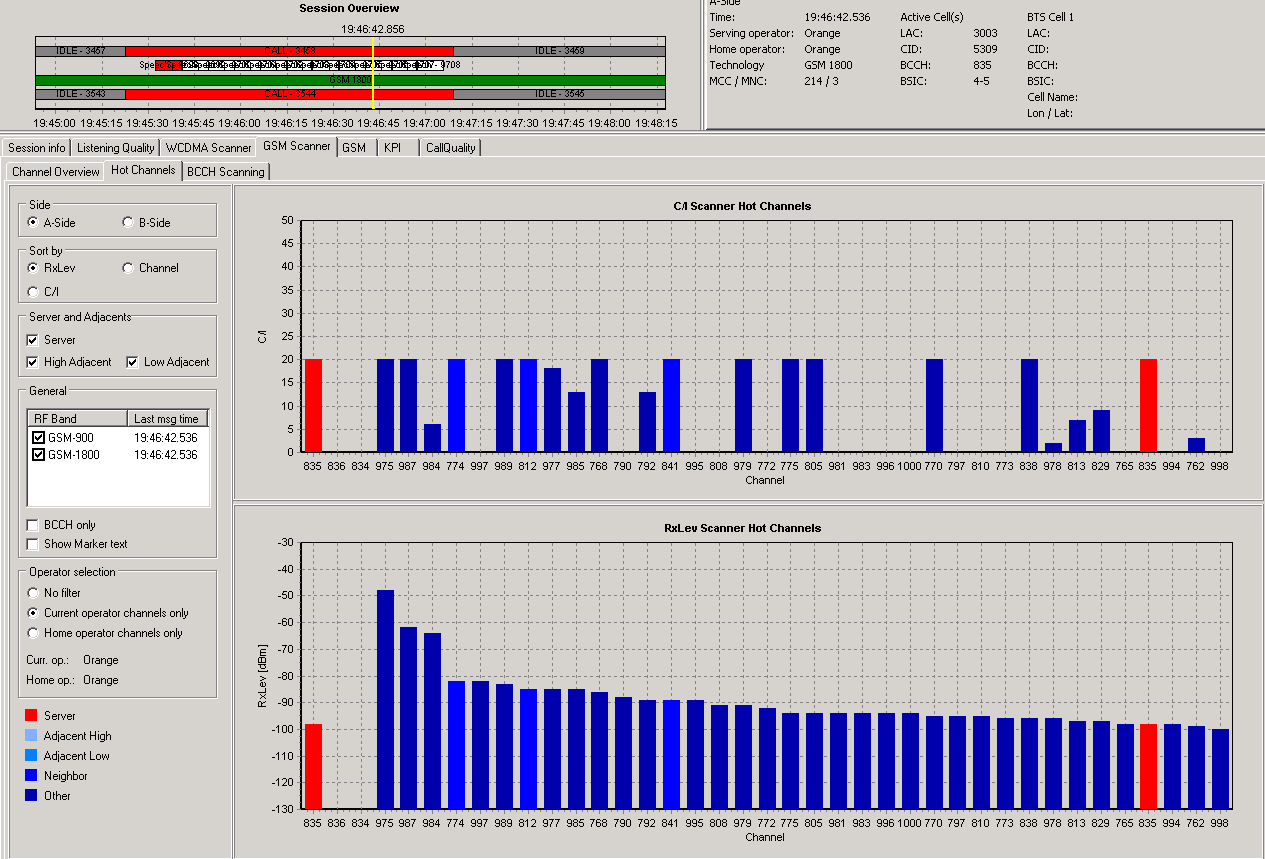 Session Overview
19:46:42.856
IDLE - 3457 CALL - 3458 IDLE - 3459
GSM 1800
IDLE - 3543 CALL - 3544 IDLE - 3545
19:45:00 19:45:15 19:45:30 19:45:45 19:46:00 19:46:15 19:46:30 19:46:45 19:47:00 19:47:15 19:47:30 19:47:45 19:48:00 19:48:15
A-Side
Time: 19:46:42.536 Active Cell(s) BTS Cell 1
Serving operator: Orange LAC: 3003 LAC:
Home operator: Orange CID: 5309 CID:
Technology GSM 1800 BCCH: 835 BCCH:
MCC / MNC: 214 / 3 BSIC: 4-5 BSIC:
Cell Name:
Lon / Lat:
Session info Listening Quality WCDMA Scanner GSM Scanner GSM KPI CallQuality
Channel Overview Hot Channels BCCH Scanning
Side
A-Side B-Side
Sort by
RxLev Channel
C/I
Server and Adjacents
Server
High Adjacent Low Adjacent
General
RF Band Last msg time
GSM-900 19:46:42.536
GSM-1800 19:46:42.536
BCCH only
Show Marker text
Operator selection
No filter
Current operator channels only
Home operator channels only
Curr. op.: Orange
Home op.: Orange
Server
Adjacent High
Adjacent Low
Neighbor
Other
C/I Scanner Hot Channels
C/I
50
45
40
35
30
25
20
15
10
5
0
835 836 834 975 987 984 774 997 989 812 977 985 768 790 792 841 995 808 979 772 775 805 981 983 996 1000 770 797 810 773 838 978 813 829 765 835 994 762 998
Channel
RxLev Scanner Hot Channels
RxLev [dBm]
-30
-40
-50
-60
-70
-80
-90
-100
-110
-120
-130
835 836 834 975 987 984 774 997 989 812 977 985 768 790 792 841 995 808 979 772 775 805 981 983 996 1000 770 797 810 773 838 978 813 829 765 835 994 762 998
Channel